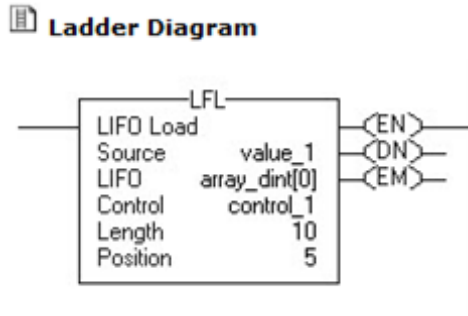 Ladder Diagram
LFL
LIFO Load
Source value_1
LIFO array_dint[0]
Control control_1
Length 10
Position 5
EN
DN
EM